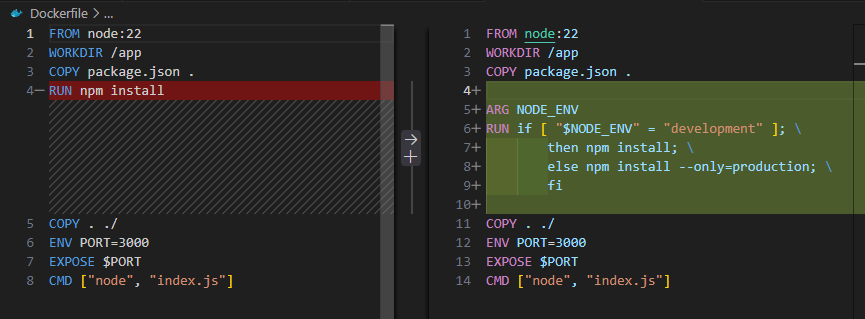 Dockerfile > ...
1 FROM node:22
2 WORKDIR /app
3 COPY package.json .
4— RUN npm install
5 COPY . ./
6 ENV PORT=3000
7 EXPOSE $PORT
8 CMD ["node", "index.js"]
1 FROM node:22
2 WORKDIR /app
3 COPY package.json .
4+
5+ ARG NODE_ENV
6+ RUN if [ "$NODE_ENV" = "development" ]; \
7+ then npm install; \
8+ else npm install --only=production; \
9+ fi
10+
11 COPY . ./
12 ENV PORT=3000
13 EXPOSE $PORT
14 CMD ["node", "index.js"]